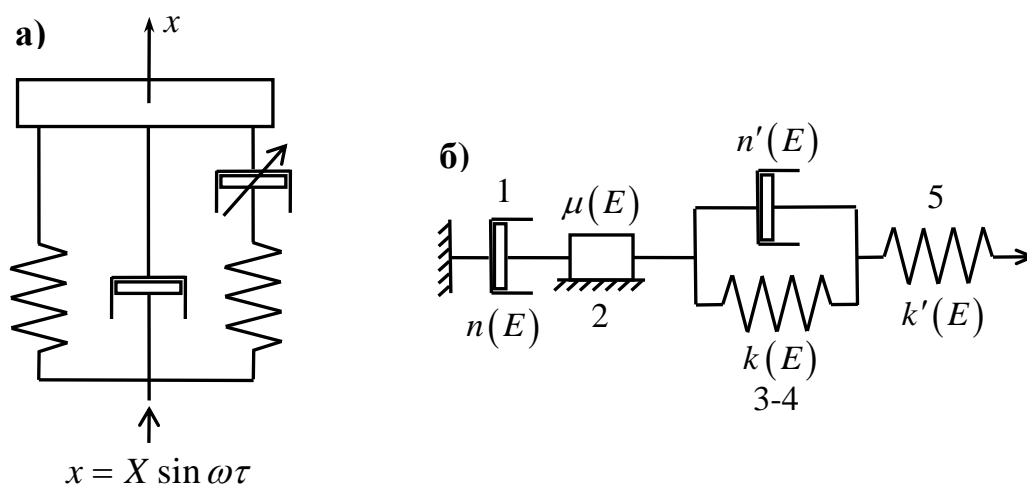 а)
x
x = X sin ωτ
б)
1
n(E)
μ(E)
2
n′(E)
k(E)
3-4
5
k′(E)